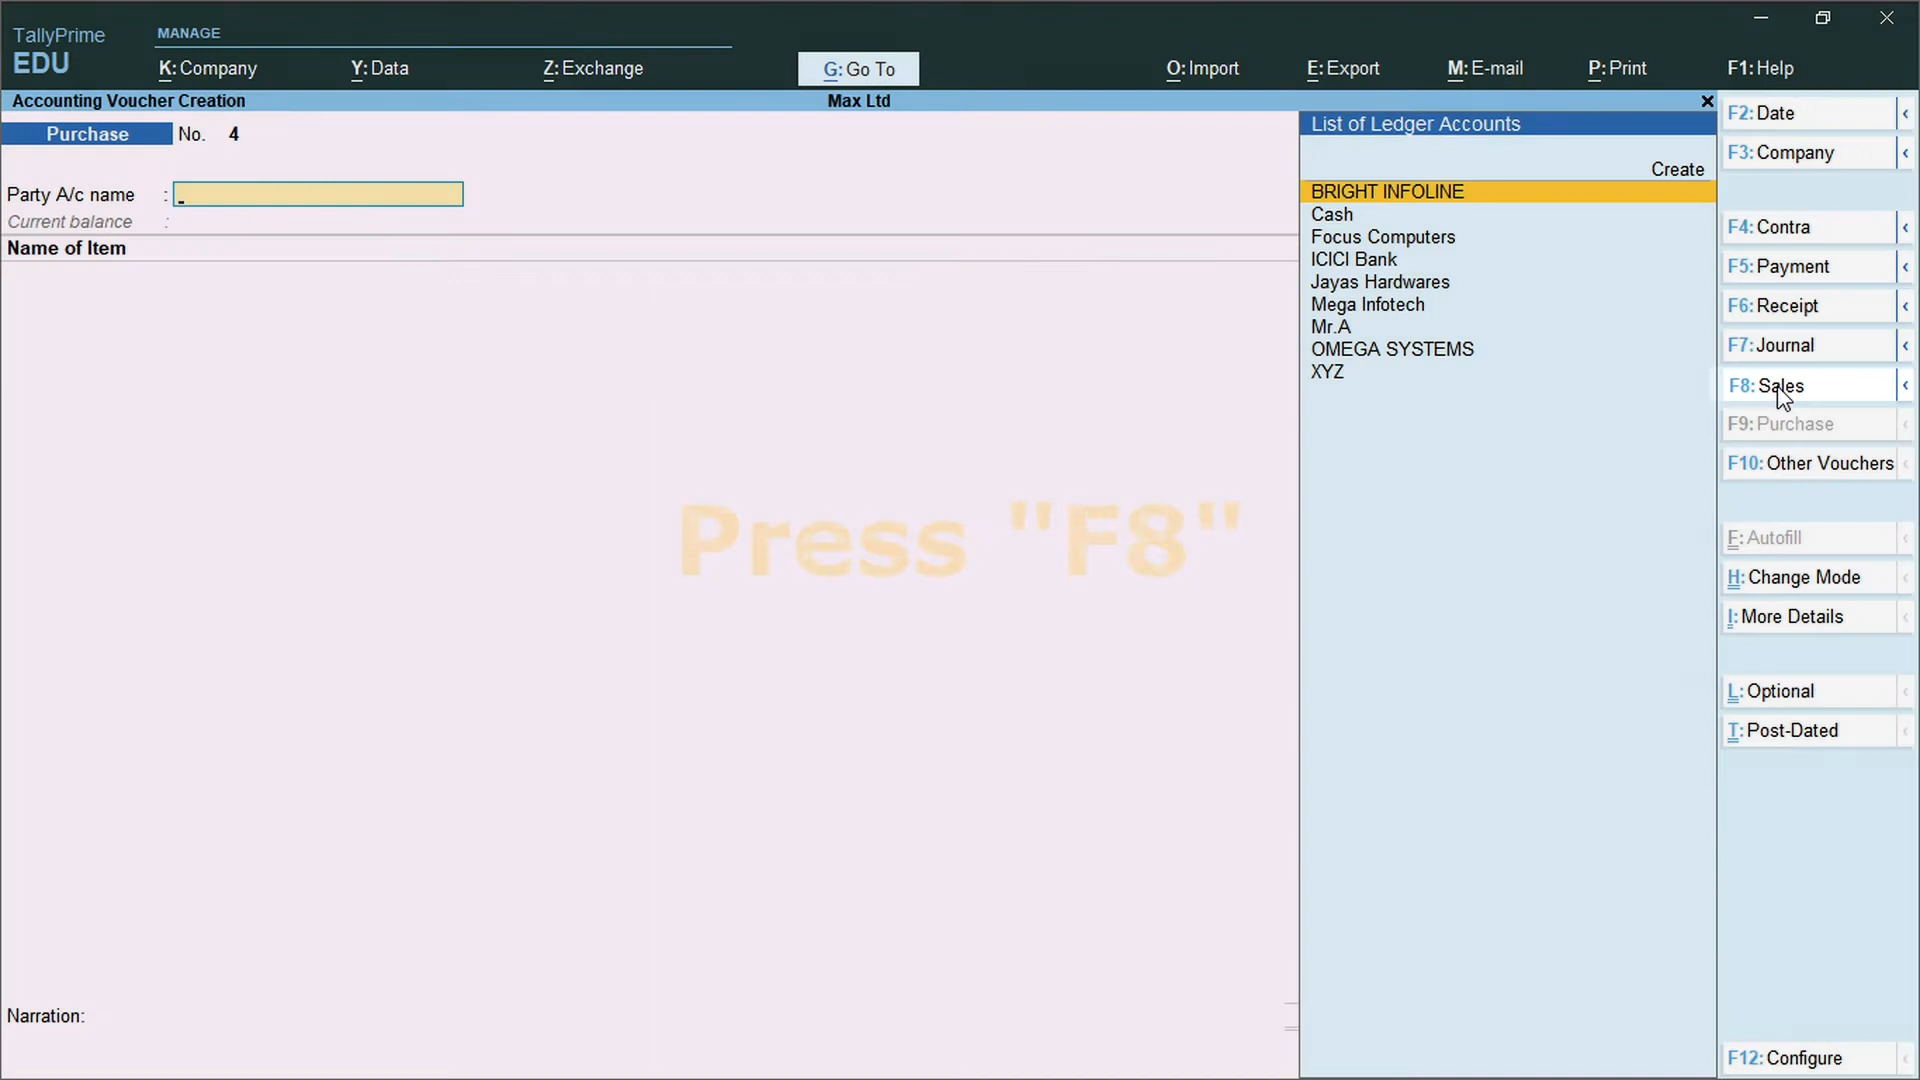 TallyPrime
EDU
MANAGE
K: Company
Y: Data
Z: Exchange
G: Go To
O: Import
E: Export
M: E-mail
P: Print
F1: Help
Accounting Voucher Creation
Max Ltd
Purchase No. 4
Party A/c name :
Current balance :
Name of Item
Press "F8"
Narration:
List of Ledger Accounts
Create
BRIGHT INFOLINE
Cash
Focus Computers
ICICI Bank
Jayas Hardwares
Mega Infotech
Mr.A
OMEGA SYSTEMS
XYZ
F2: Date
F3: Company
F4: Contra
F5: Payment
F6: Receipt
F7: Journal
F8: Sales
F9: Purchase
F10: Other Vouchers
F: Autofill
H: Change Mode
I: More Details
L: Optional
T: Post-Dated
F12: Configure